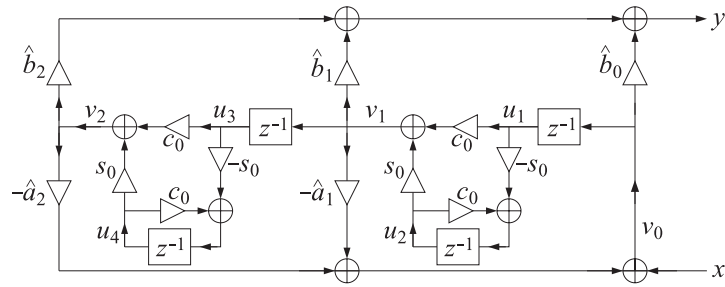 y
b̂₂ b̂₁ b̂₀
v₂ u₃ z⁻¹ v₁ u₁ z⁻¹
c₀ c₀
s₀ -s₀ s₀ -s₀
-â₂ c₀ -â₁ c₀
u₄ z⁻¹ u₂ z⁻¹ v₀
x